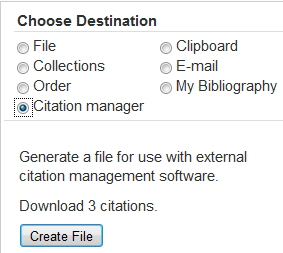 Choose Destination
File Clipboard
Collections E-mail
Order My Bibliography
Citation manager
Generate a file for use with external
citation management software.
Download 3 citations.
Create File